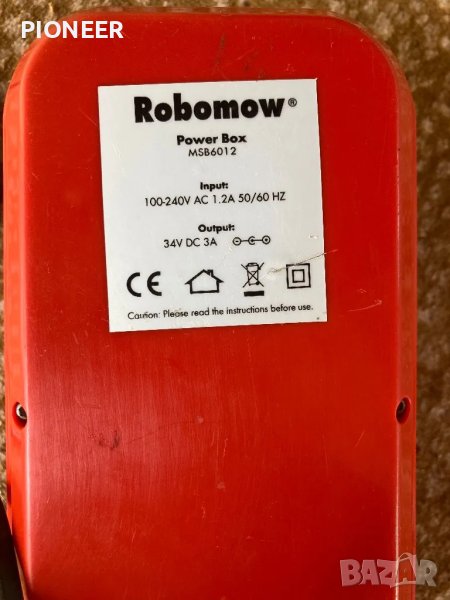 PIONEER
Robomow®
Power Box
MSB6012
Input:
100-240V AC 1.2A 50/60 HZ
Output:
34V DC 3A
CE
Caution: Please read the instructions before use.
BAZAR